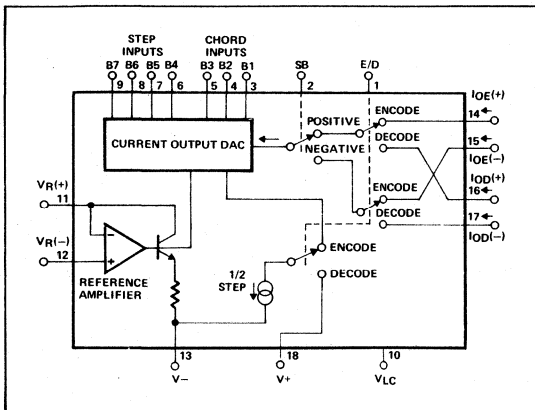 STEP INPUTS
CHORD INPUTS
B7 B6 B5 B4 B3 B2 B1 SB E/D
9 8 7 6 5 4 3 2 1
CURRENT OUTPUT DAC
POSITIVE
NEGATIVE
ENCODE
DECODE
ENCODE
DECODE
IOE(+)
14
15
IOE(-)
IOD(+)
16
17
IOD(-)
VR(+)
11
VR(-)
12
-
+
REFERENCE
AMPLIFIER
1/2
STEP
ENCODE
DECODE
13 18 10
V- V+ VLC